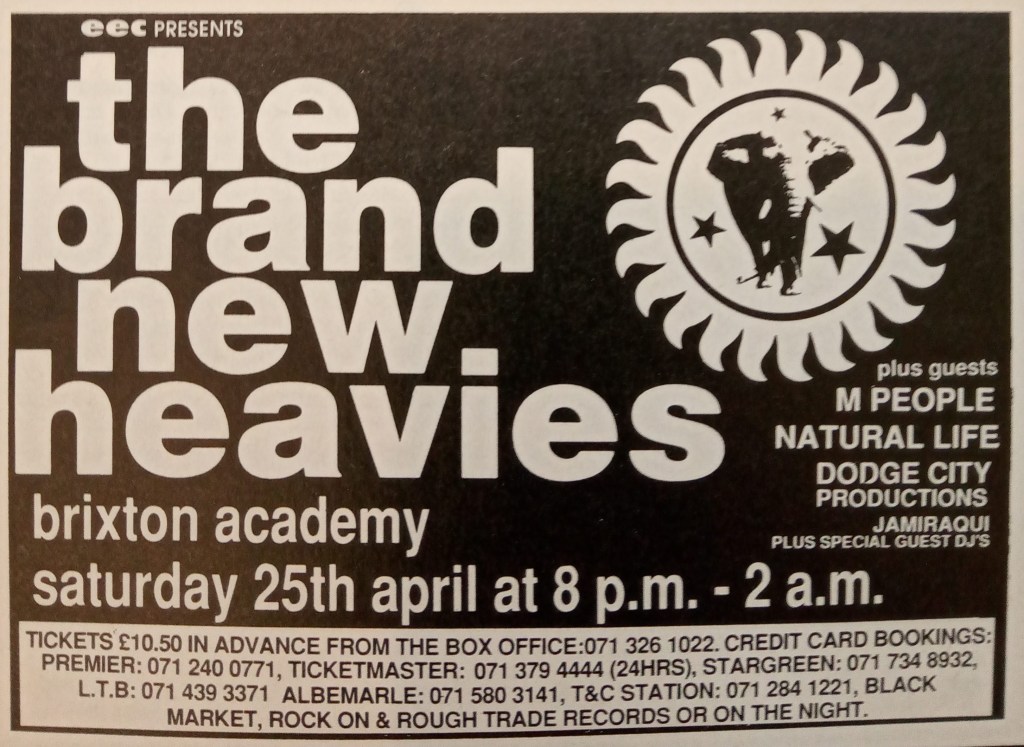 eec PRESENTS
the
brand
new
heavies
plus guests
M PEOPLE
NATURAL LIFE
DODGE CITY
PRODUCTIONS
JAMIRAQUI
PLUS SPECIAL GUEST DJ'S
brixton academy
saturday 25th april at 8 p.m. - 2 a.m.
TICKETS £10.50 IN ADVANCE FROM THE BOX OFFICE:071 326 1022. CREDIT CARD BOOKINGS:
PREMIER: 071 240 0771, TICKETMASTER: 071 379 4444 (24HRS), STARGREEN: 071 734 8932,
L.T.B: 071 439 3371 ALBEMARLE: 071 580 3141, T&C STATION: 071 284 1221, BLACK
MARKET, ROCK ON & ROUGH TRADE RECORDS OR ON THE NIGHT.